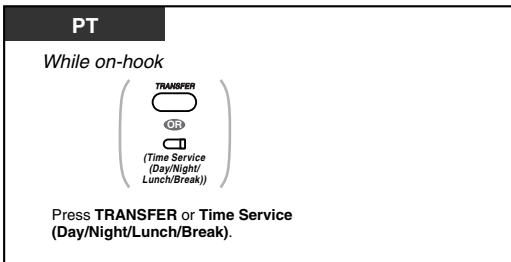 PT
While on-hook
TRANSFER
OR
(Time Service
(Day/Night/
Lunch/Break))
Press TRANSFER or Time Service
(Day/Night/Lunch/Break).